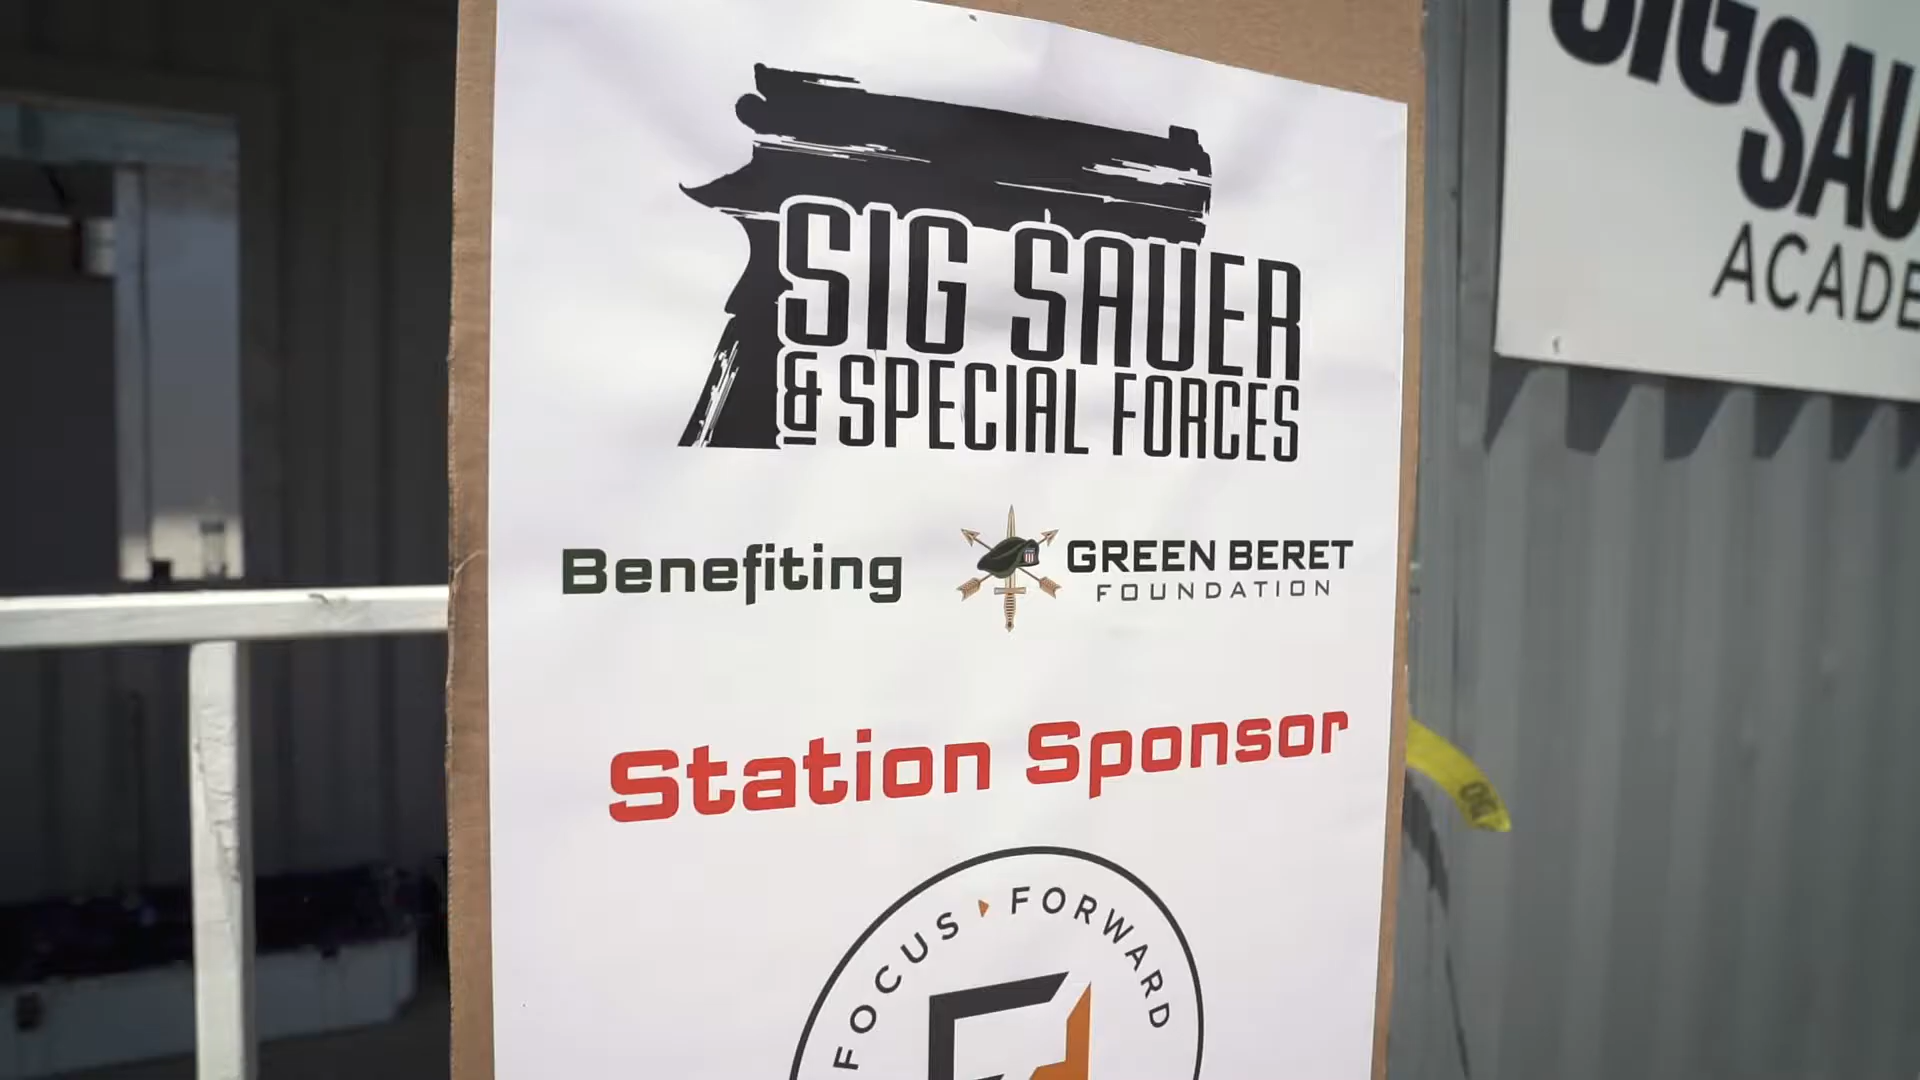 SIG SAUER
& SPECIAL FORCES
Benefiting
GREEN BERET
FOUNDATION
Station Sponsor
FOCUS FORWARD
SIG
SAU
ACADE